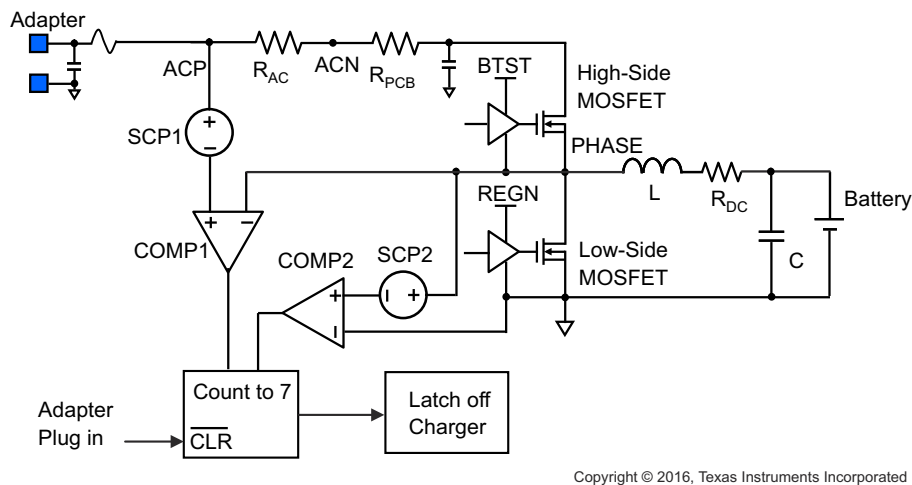 Adapter
ACP
R_AC
ACN
R_PCB
BTST
High-Side
MOSFET
+
SCP1
−
PHASE
REGN
L
R_DC
Battery
+ −
COMP1
COMP2
SCP2
Low-Side
MOSFET
C
+
− +
−
Count to 7
CLR
Latch off
Charger
Adapter
Plug in
Copyright © 2016, Texas Instruments Incorporated